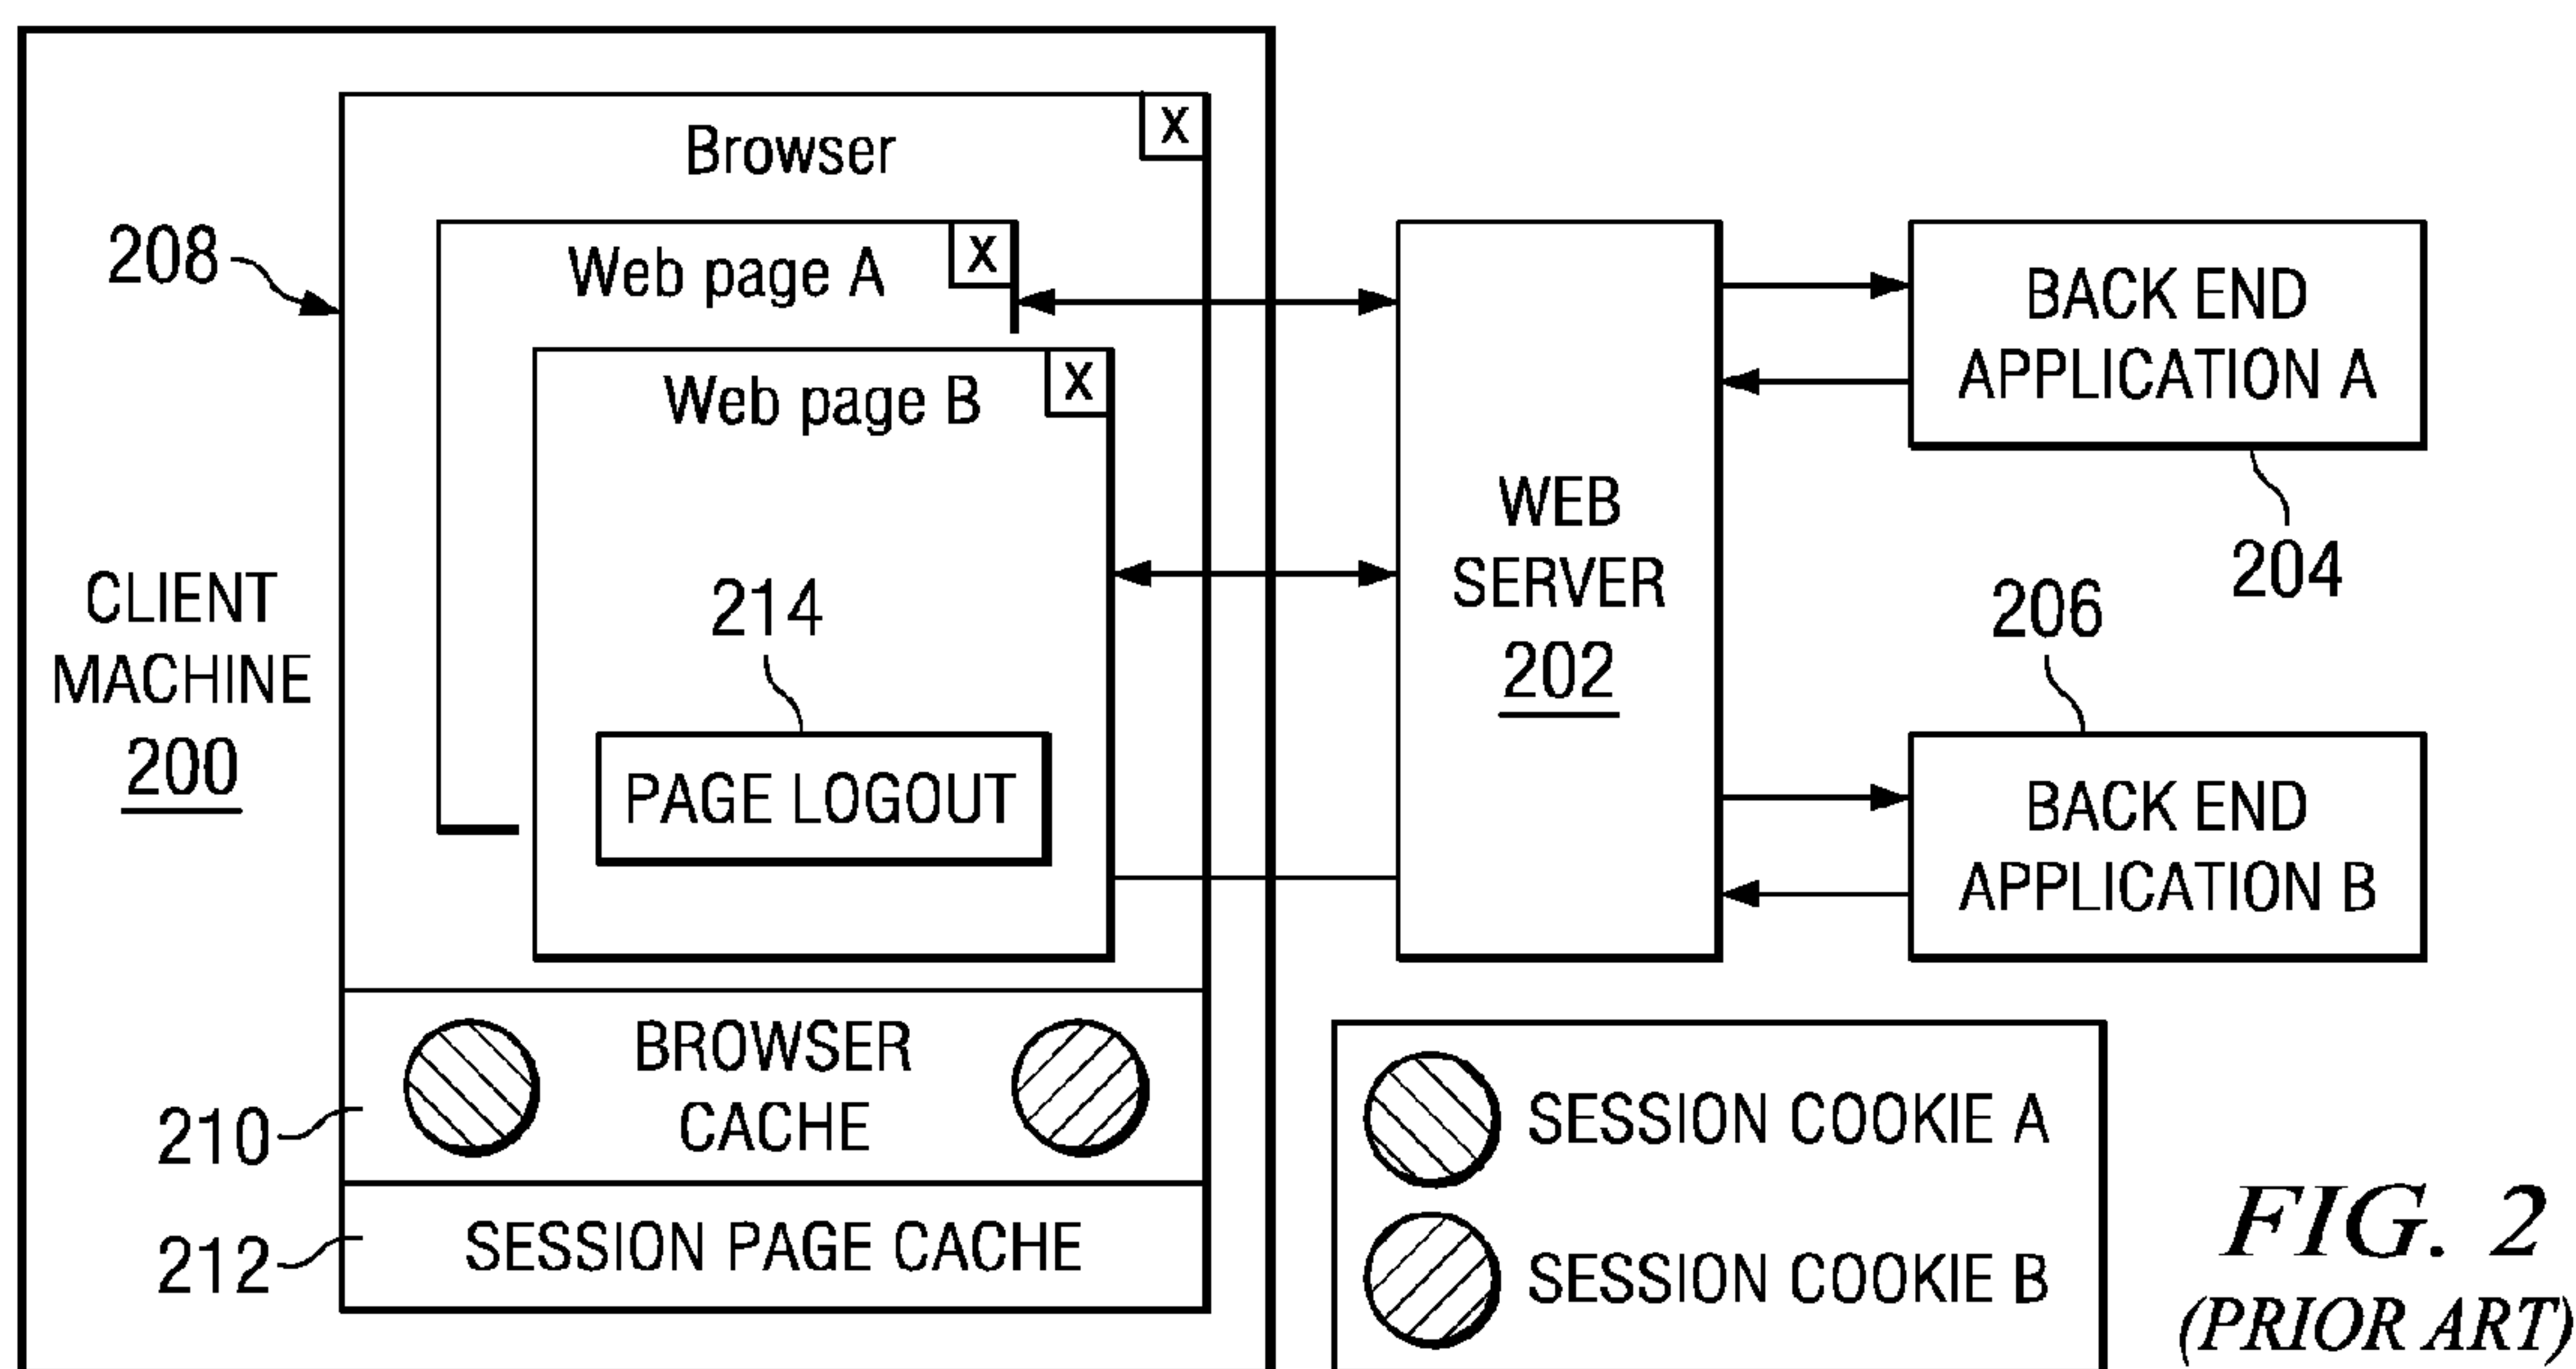 CLIENT
MACHINE
200
208
Browser
X
Web page A
X
Web page B
X
214
PAGE LOGOUT
210
BROWSER
CACHE
212
SESSION PAGE CACHE
WEB
SERVER
202
BACK END
APPLICATION A
204
206
BACK END
APPLICATION B
SESSION COOKIE A
SESSION COOKIE B
FIG. 2
(PRIOR ART)